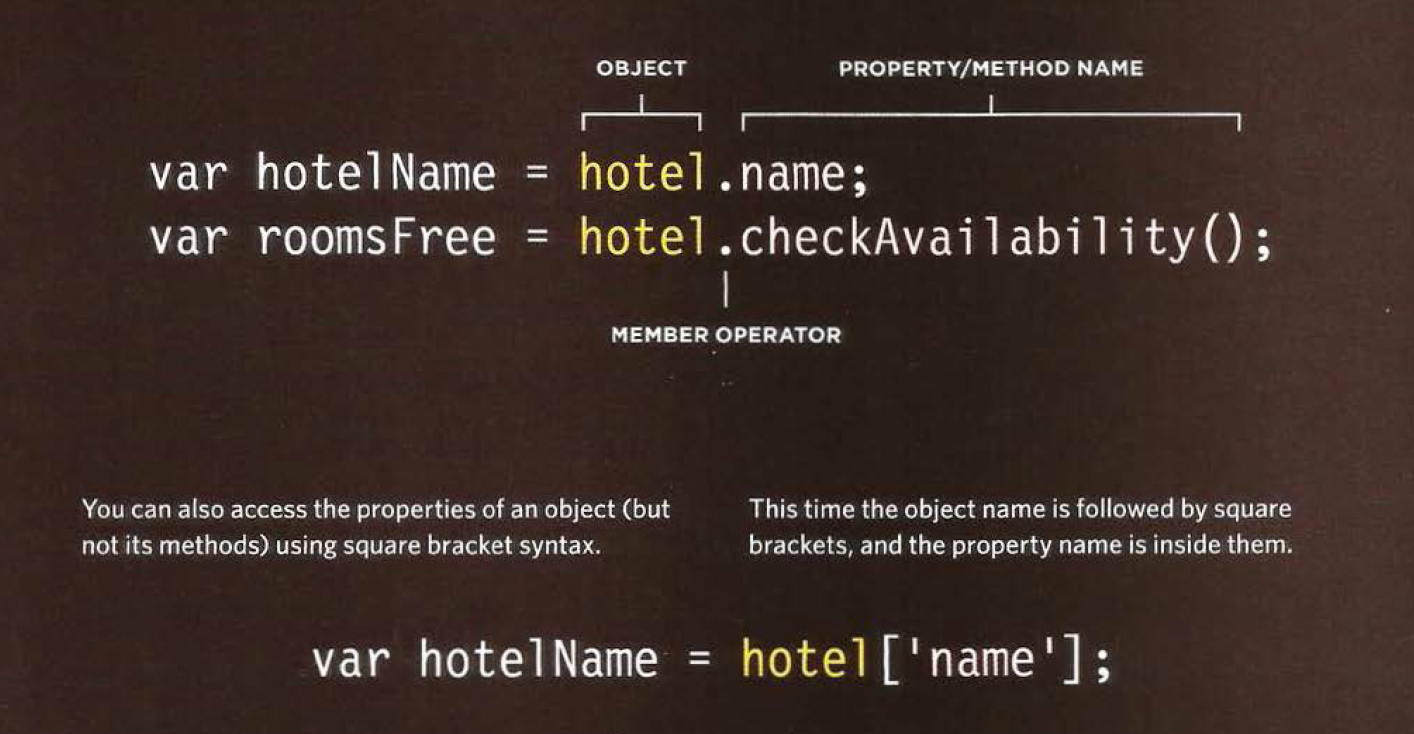 OBJECT PROPERTY/METHOD NAME
var hotelName = hotel.name;
var roomsFree = hotel.checkAvailability();
MEMBER OPERATOR
You can also access the properties of an object (but
not its methods) using square bracket syntax.
This time the object name is followed by square
brackets, and the property name is inside them.
var hotelName = hotel['name'];